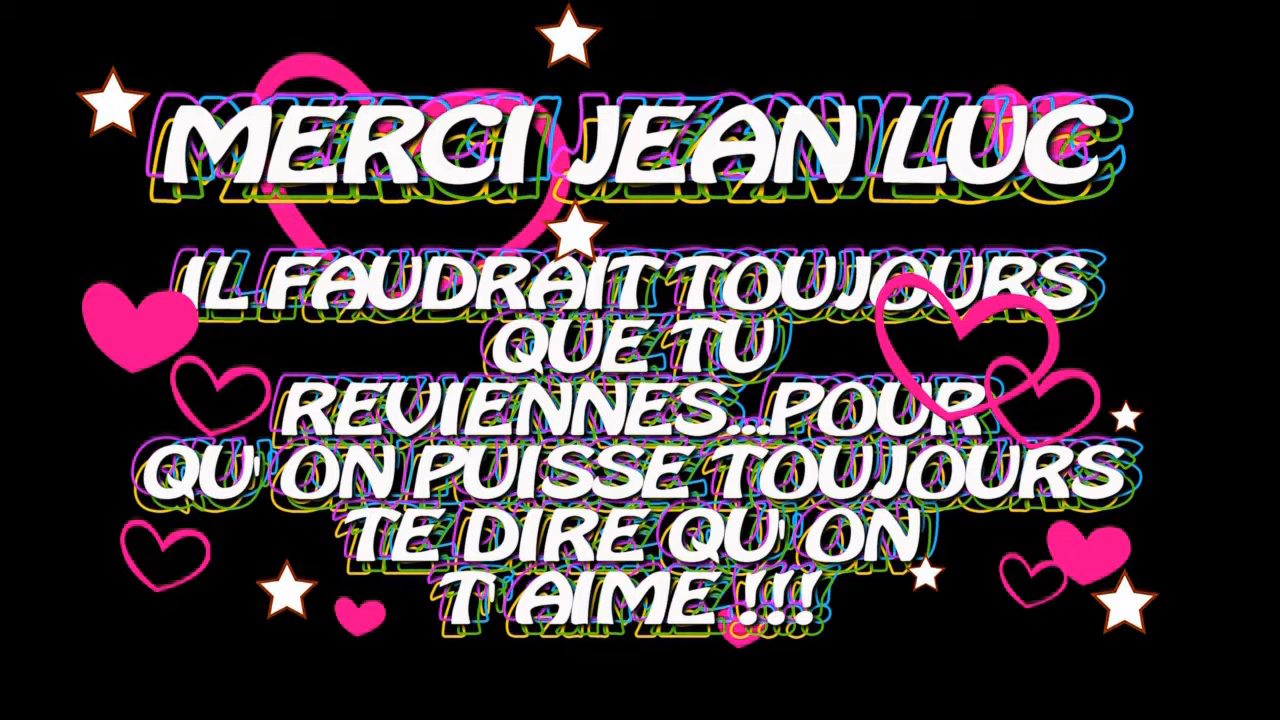 MERCI JEAN LUC
IL FAUDRAIT TOUJOURS
QUE TU
REVIENNES...POUR
QU' ON PUISSE TOUJOURS
TE DIRE QU' ON
T' AIME !!!